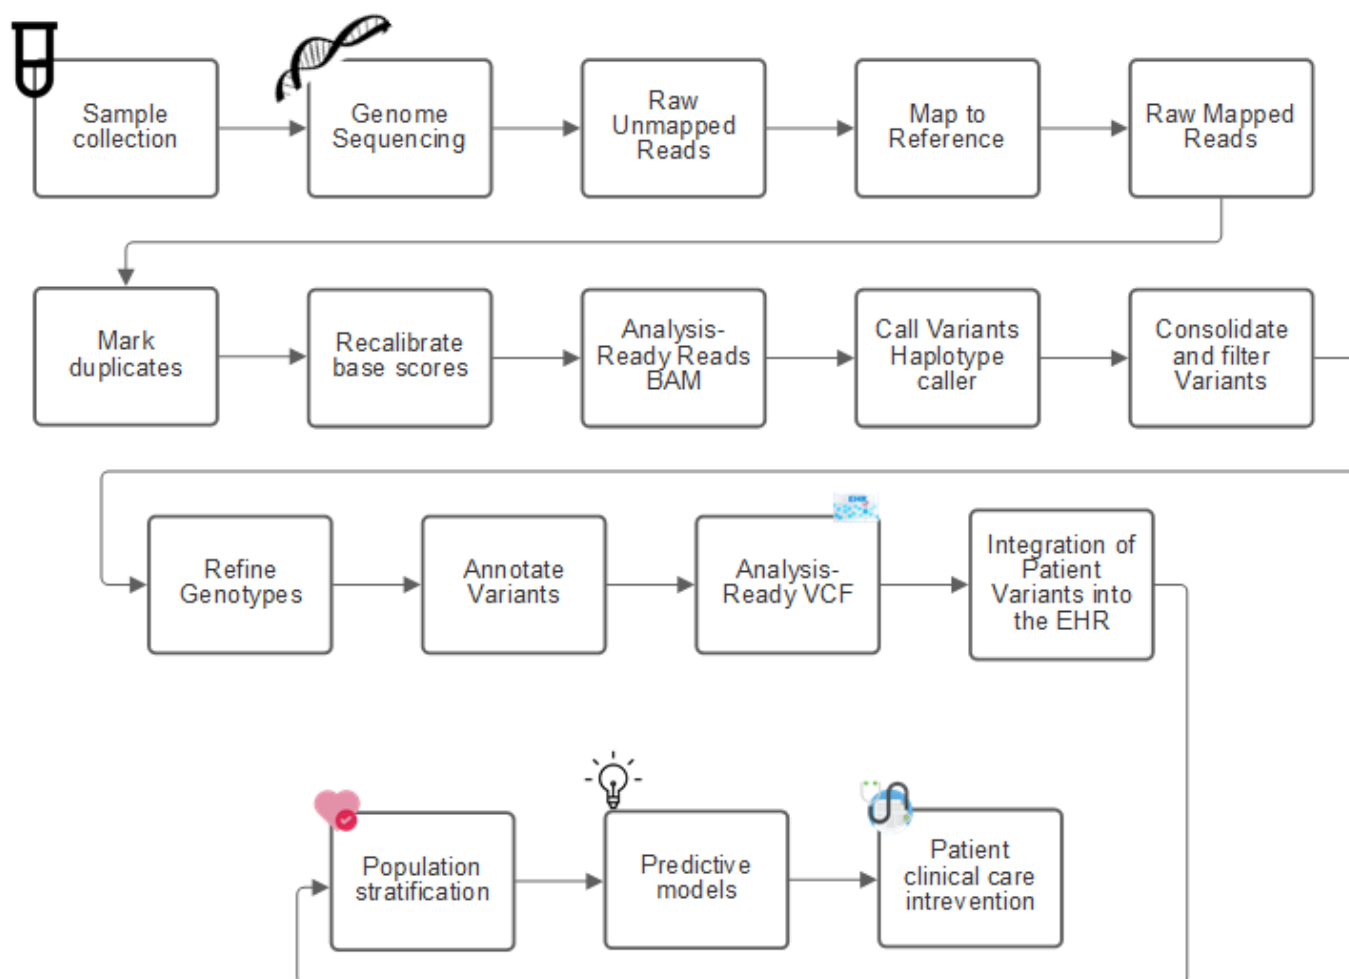 Sample
collection
Genome
Sequencing
Raw
Unmapped
Reads
Map to
Reference
Raw Mapped
Reads
Mark
duplicates
Recalibrate
base scores
Analysis-
Ready Reads
BAM
Call Variants
Haplotype
caller
Consolidate
and filter
Variants
Refine
Genotypes
Annotate
Variants
EHR
Analysis-
Ready VCF
Integration of
Patient
Variants into
the EHR
Population
stratification
Predictive
models
Patient
clinical care
intrevention